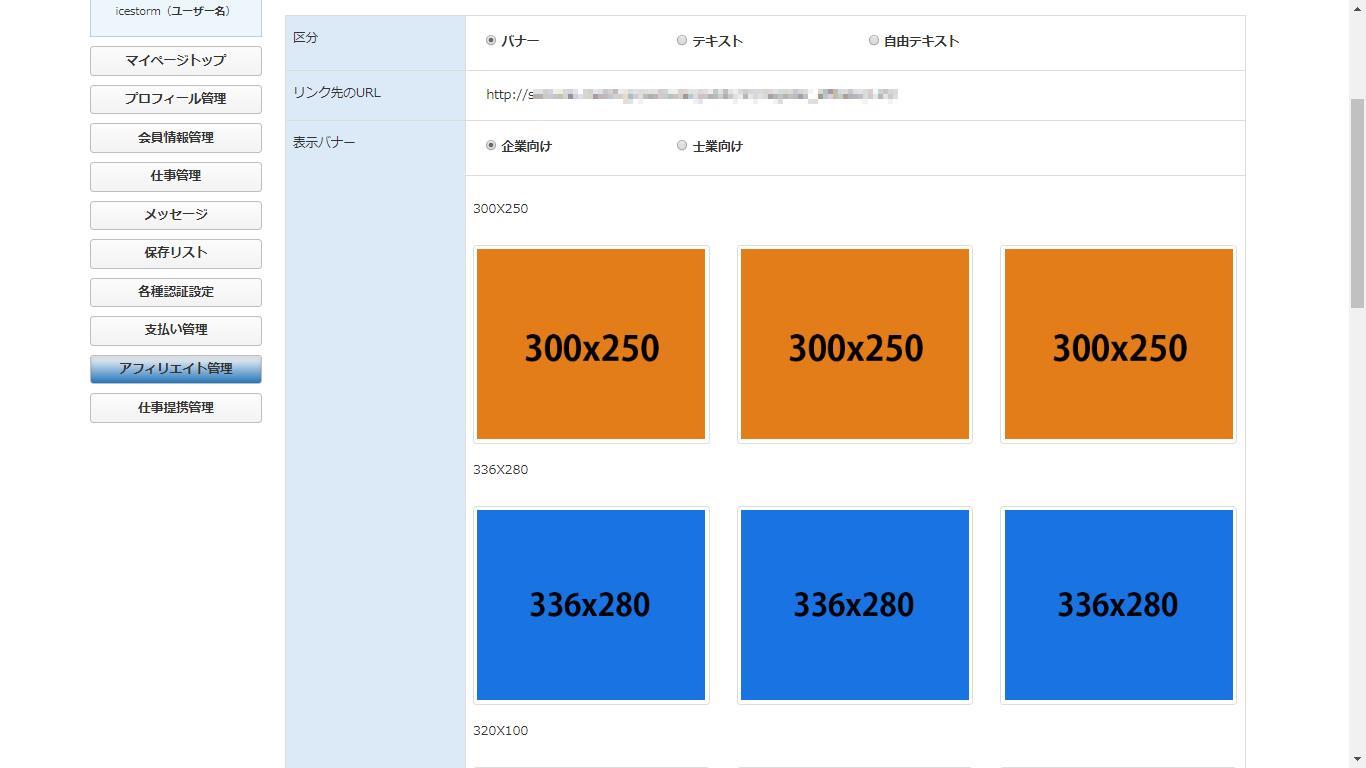 icestorm（ユーザー名）
マイページトップ
プロフィール管理
会員情報管理
仕事管理
メッセージ
保存リスト
各種認証設定
支払い管理
アフィリエイト管理
仕事提携管理
区分
バナー テキスト 自由テキスト
リンク先のURL
http://s
表示バナー
企業向け 士業向け
300X250
300x250 300x250 300x250
336X280
336x280 336x280 336x280
320X100